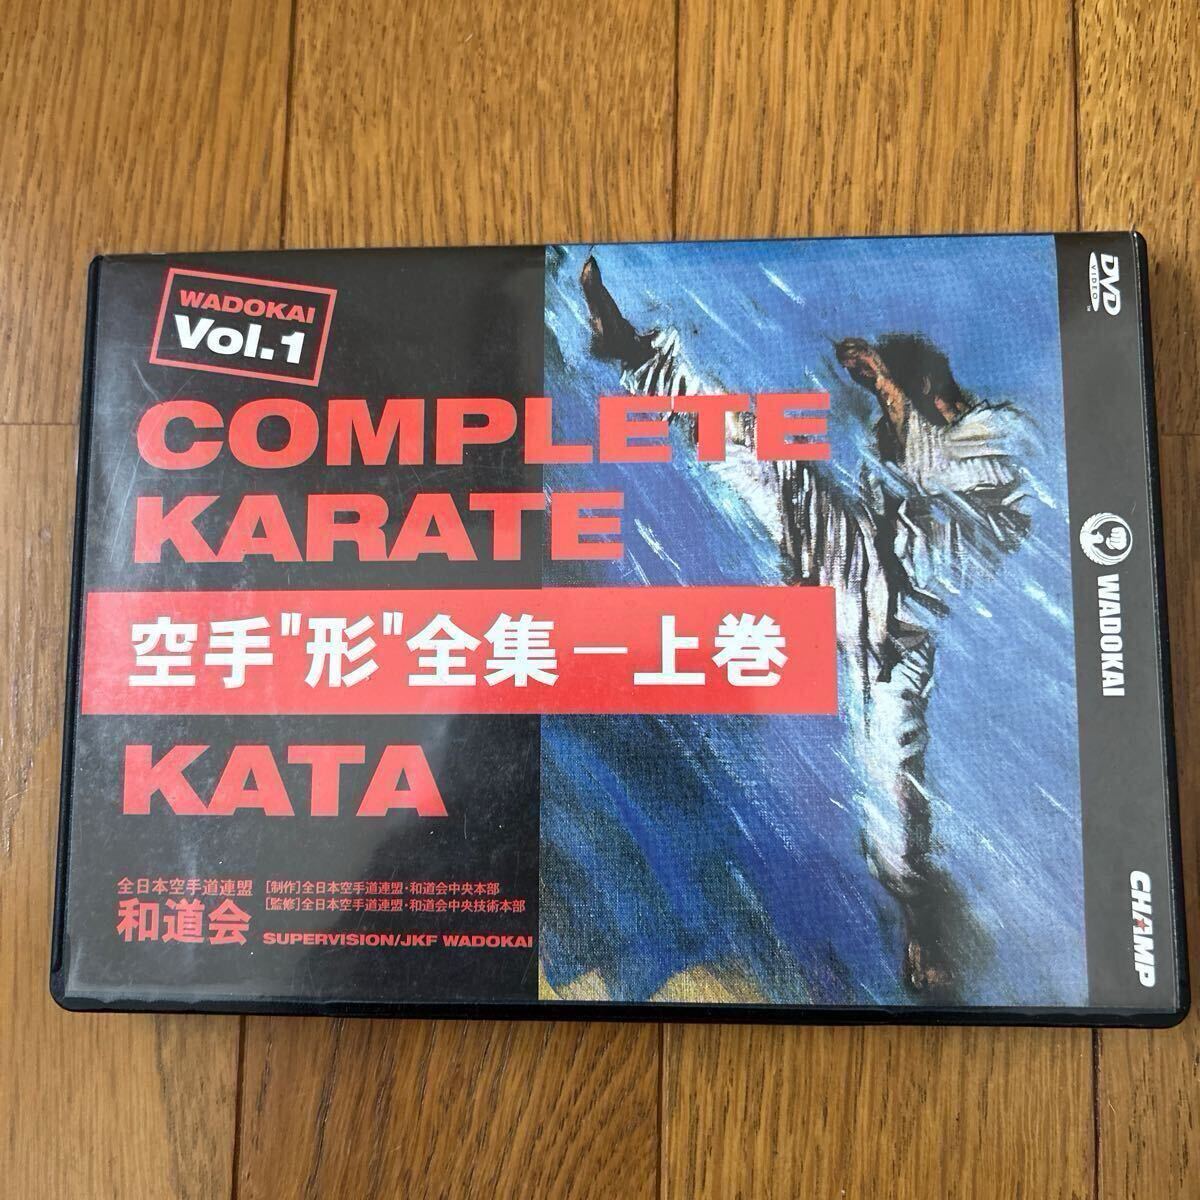 WADOKAI
Vol.1
COMPLETE
KARATE
空手"形"全集－上巻
KATA
全日本空手道連盟
和道会
[制作]全日本空手道連盟・和道会中央本部
[監修]全日本空手道連盟・和道会中央技術本部
SUPERVISION/JKF WADOKAI
DVD
VIDEO
WADOKAI
CHAMP